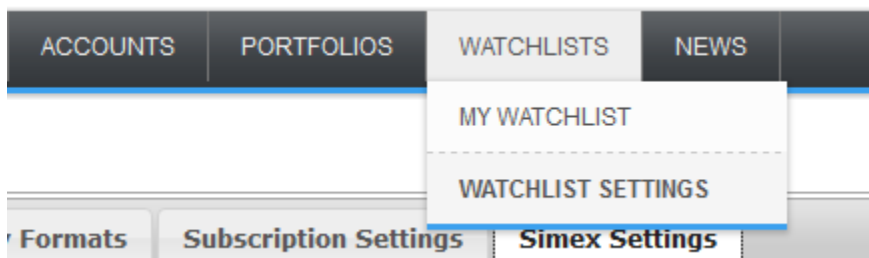 ACCOUNTS PORTFOLIOS WATCHLISTS NEWS
MY WATCHLIST
WATCHLIST SETTINGS
Formats Subscription Settings Simex Settings